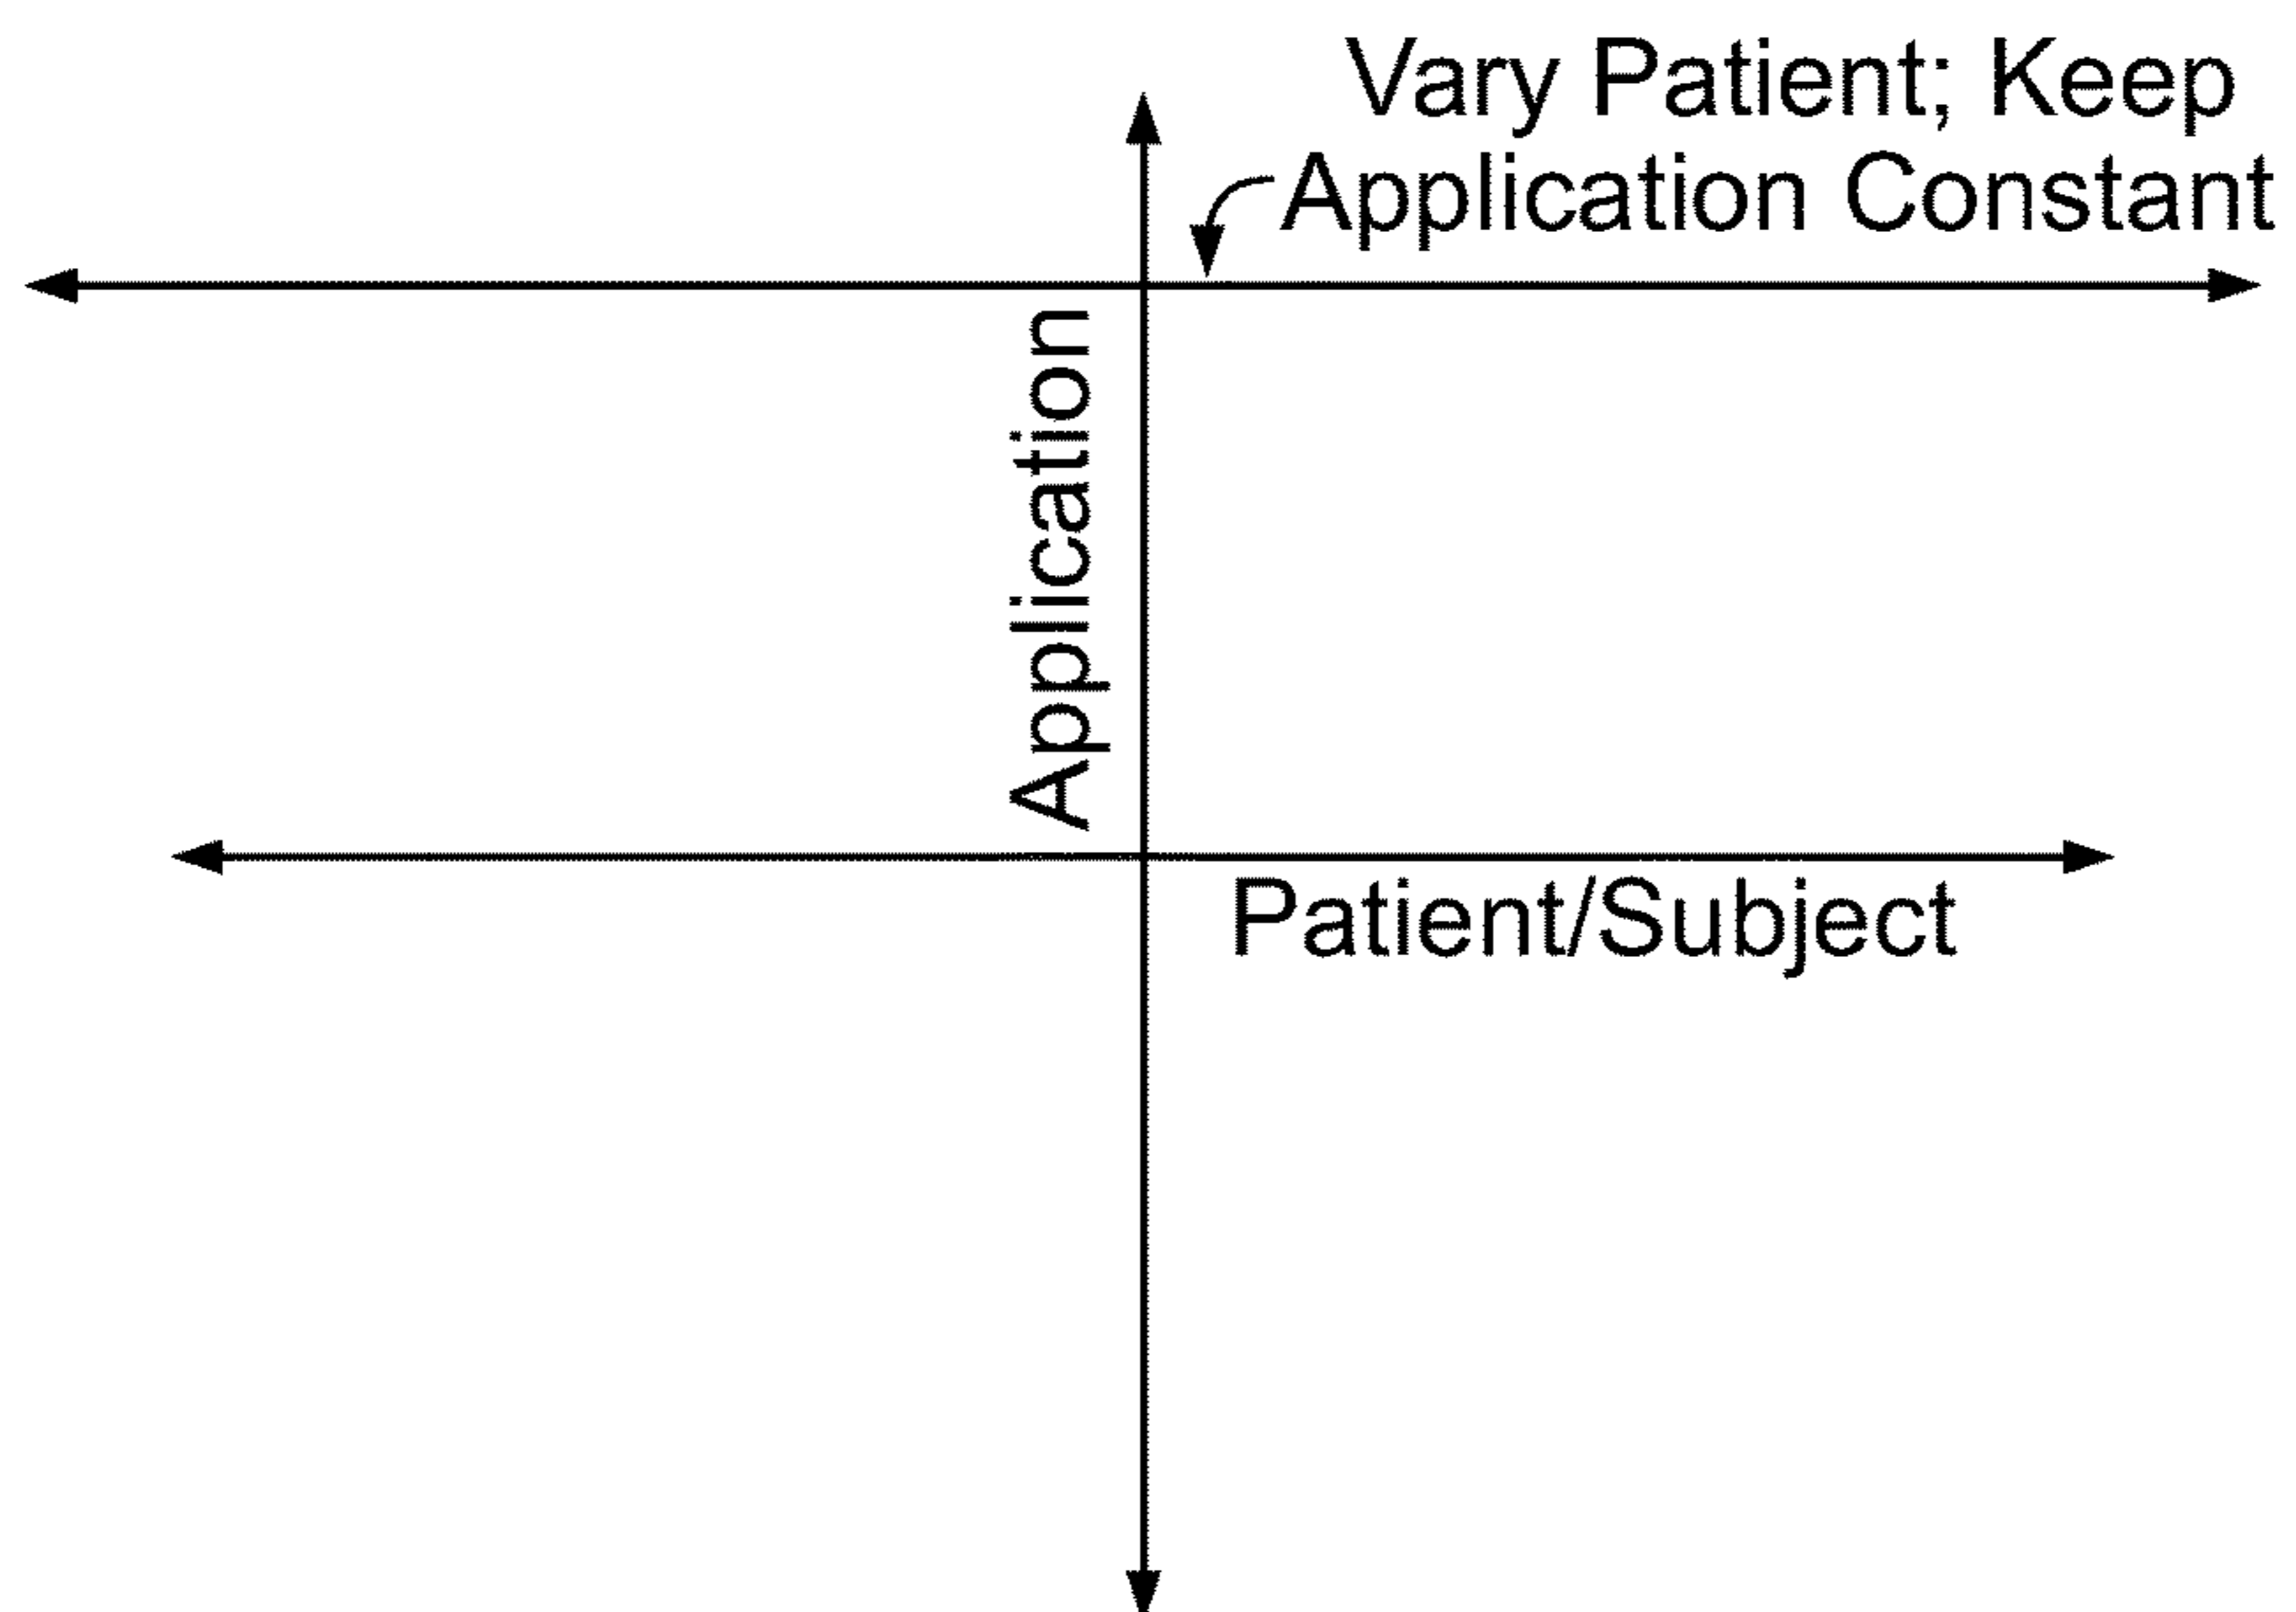 Vary Patient; Keep
Application Constant
Application
Patient/Subject